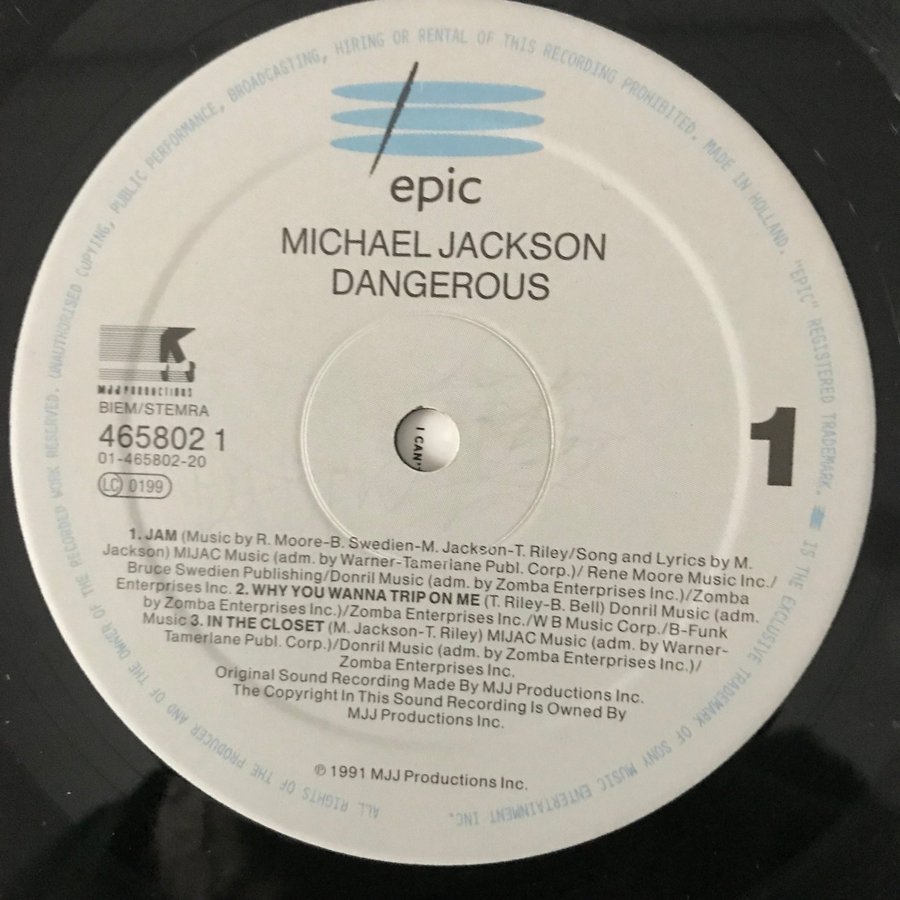 epic
MICHAEL JACKSON
DANGEROUS
MJJ PRODUCTIONS
BIEM/STEMRA
465802 1
01-465802-20
LC 0199
1
I CAN'T
1. JAM (Music by R. Moore-B. Swedien-M. Jackson-T. Riley/Song and Lyrics by M.
Jackson) MIJAC Music (adm. by Warner-Tamerlane Publ. Corp.)/ Rene Moore Music Inc./
Bruce Swedien Publishing/Donril Music (adm. by Zomba Enterprises Inc.)/Zomba
Enterprises Inc. 2. WHY YOU WANNA TRIP ON ME (T. Riley-B. Bell) Donril Music (adm.
by Zomba Enterprises Inc.)/Zomba Enterprises Inc./W B Music Corp./B-Funk
Music 3. IN THE CLOSET (M. Jackson-T. Riley) MIJAC Music (adm. by Warner-
Tamerlane Publ. Corp.)/Donril Music (adm. by Zomba Enterprises Inc.)/
Zomba Enterprises Inc.
Original Sound Recording Made By MJJ Productions Inc.
The Copyright In This Sound Recording Is Owned By
MJJ Productions Inc.
℗ 1991 MJJ Productions Inc.
ALL RIGHTS OF THE PRODUCER AND OF THE OWNER OF THE RECORDED WORK RESERVED. UNAUTHORISED COPYING, PUBLIC PERFORMANCE, BROADCASTING, HIRING OR RENTAL OF THIS RECORDING PROHIBITED. MADE IN HOLLAND. "EPIC" REGISTERED TRADEMARK. IS THE EXCLUSIVE TRADEMARK OF SONY MUSIC ENTERTAINMENT INC.